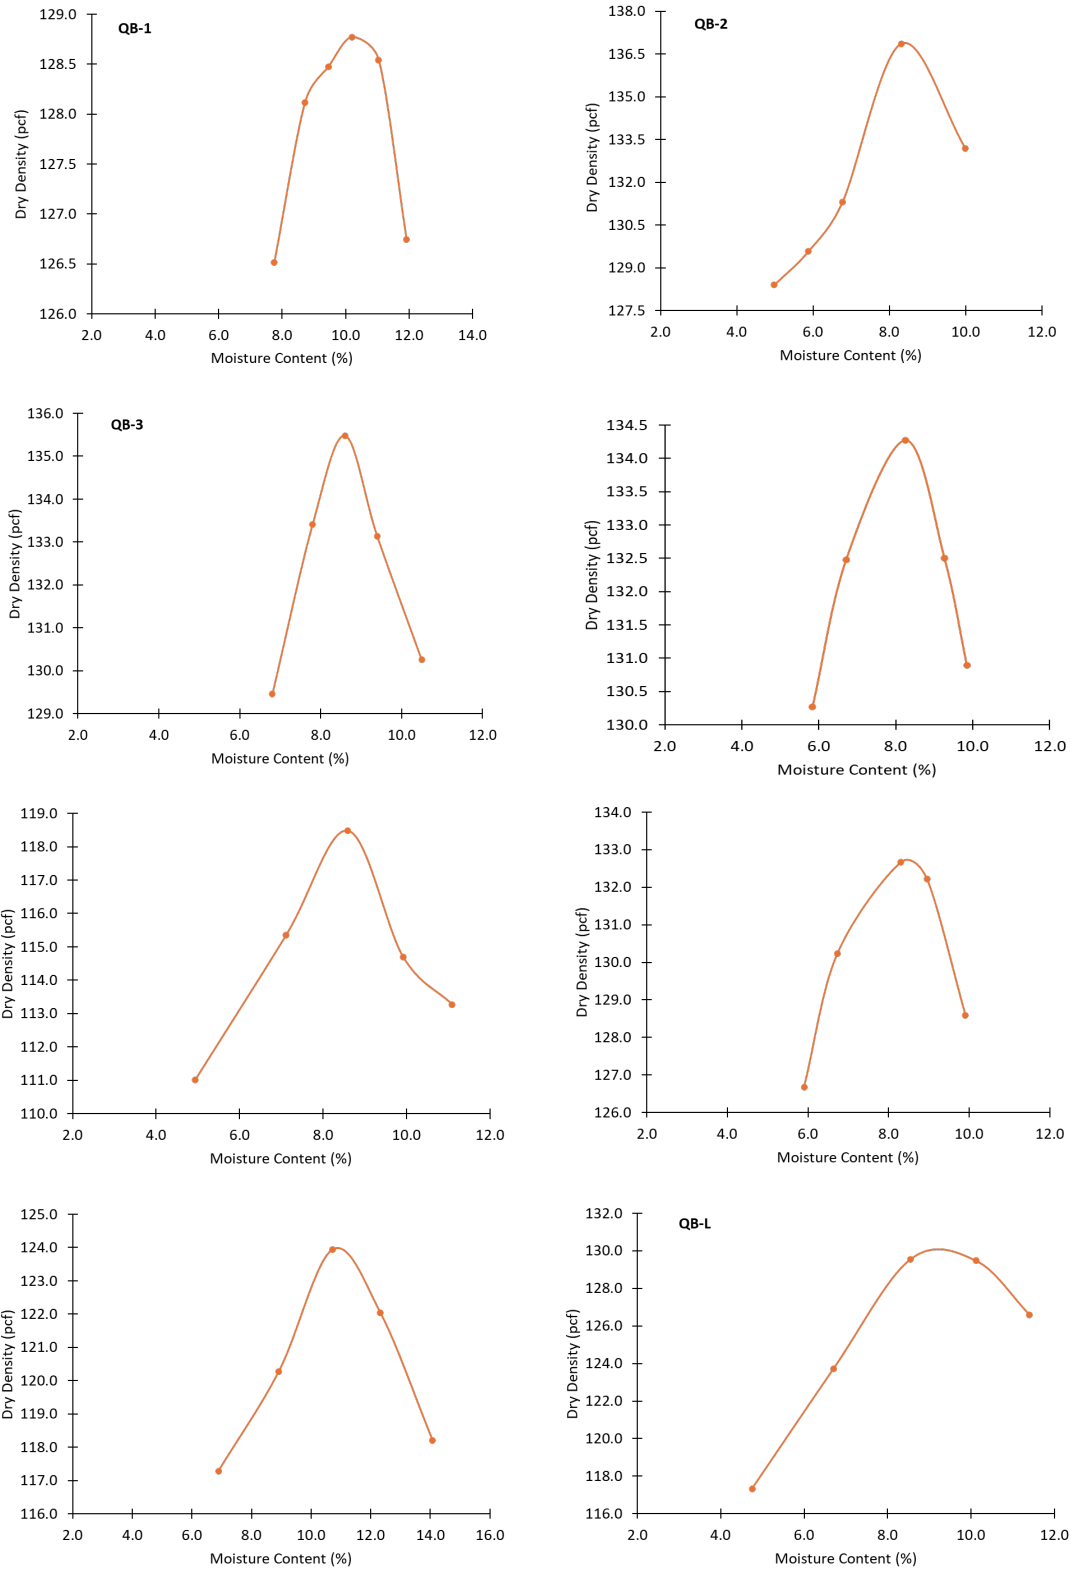 QB-1
129.0
128.5
128.0
127.5
127.0
126.5
126.0
Dry Density (pcf)
2.0 4.0 6.0 8.0 10.0 12.0 14.0
Moisture Content (%)
QB-2
138.0
136.5
135.0
133.5
132.0
130.5
129.0
127.5
Dry Density (pcf)
2.0 4.0 6.0 8.0 10.0 12.0
Moisture Content (%)
QB-3
136.0
135.0
134.0
133.0
132.0
131.0
130.0
129.0
Dry Density (pcf)
2.0 4.0 6.0 8.0 10.0 12.0
Moisture Content (%)
134.5
134.0
133.5
133.0
132.5
132.0
131.5
131.0
130.5
130.0
Dry Density (pcf)
2.0 4.0 6.0 8.0 10.0 12.0
Moisture Content (%)
119.0
118.0
117.0
116.0
115.0
114.0
113.0
112.0
111.0
110.0
Dry Density (pcf)
2.0 4.0 6.0 8.0 10.0 12.0
Moisture Content (%)
134.0
133.0
132.0
131.0
130.0
129.0
128.0
127.0
126.0
Dry Density (pcf)
2.0 4.0 6.0 8.0 10.0 12.0
Moisture Content (%)
125.0
124.0
123.0
122.0
121.0
120.0
119.0
118.0
117.0
116.0
Dry Density (pcf)
2.0 4.0 6.0 8.0 10.0 12.0 14.0 16.0
Moisture Content (%)
QB-L
132.0
130.0
128.0
126.0
124.0
122.0
120.0
118.0
116.0
Dry Density (pcf)
2.0 4.0 6.0 8.0 10.0 12.0
Moisture Content (%)